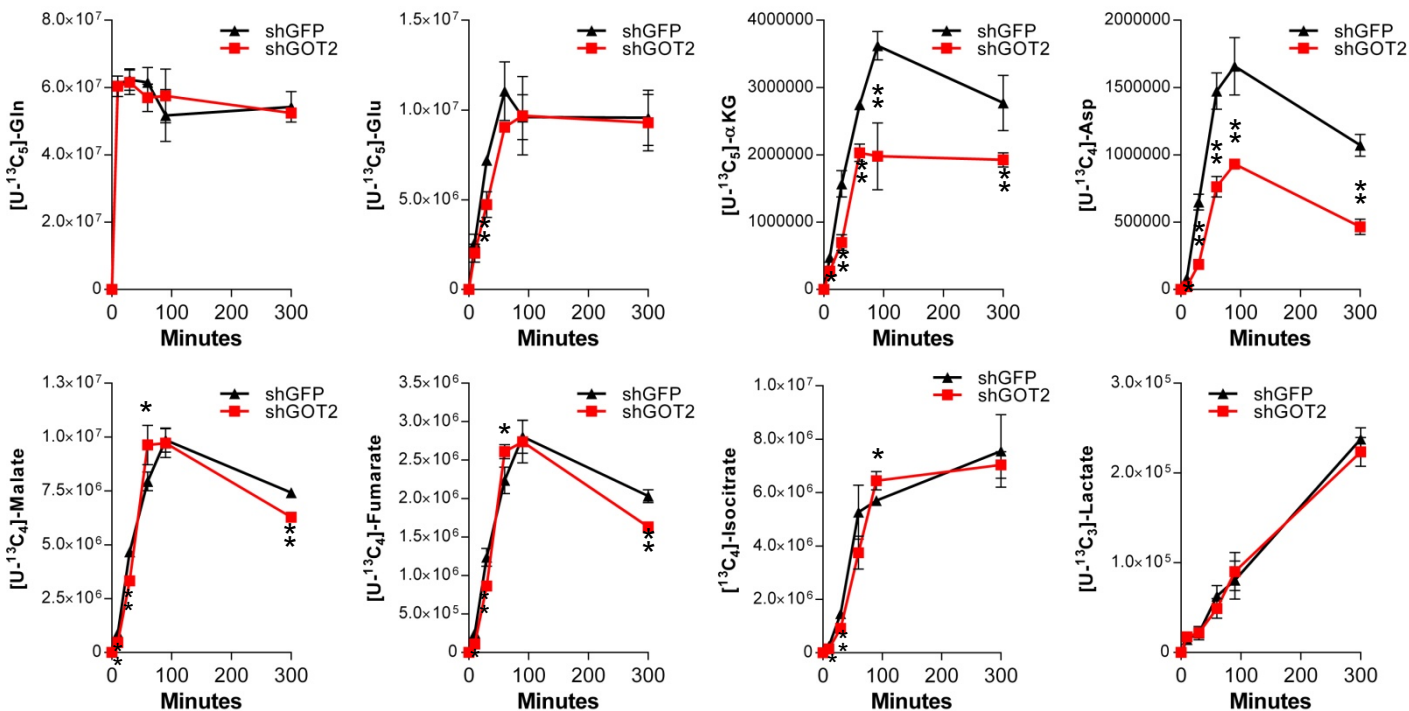 [U-¹³C₅]-Gln
8.0×10⁷
6.0×10⁷
4.0×10⁷
2.0×10⁷
0
shGFP
shGOT2
0 100 200 300
Minutes
[U-¹³C₅]-Glu
1.5×10⁷
1.0×10⁷
5.0×10⁶
0
shGFP
shGOT2
**
0 100 200 300
Minutes
[U-¹³C₅]-αKG
4000000
3000000
2000000
1000000
0
shGFP
shGOT2
*
**
**
**
**
0 100 200 300
Minutes
[U-¹³C₄]-Asp
2000000
1500000
1000000
500000
0
shGFP
shGOT2
*
**
**
**
**
0 100 200 300
Minutes
[U-¹³C₄]-Malate
1.3×10⁷
1.0×10⁷
7.5×10⁶
5.0×10⁶
2.5×10⁶
0
shGFP
shGOT2
**
**
*
**
0 100 200 300
Minutes
[U-¹³C₄]-Fumarate
3.5×10⁶
3.0×10⁶
2.5×10⁶
2.0×10⁶
1.5×10⁶
1.0×10⁶
5.0×10⁵
0
shGFP
shGOT2
*
**
*
**
0 100 200 300
Minutes
[¹³C₄]-Isocitrate
1.0×10⁷
8.0×10⁶
6.0×10⁶
4.0×10⁶
2.0×10⁶
0
shGFP
shGOT2
*
**
*
0 100 200 300
Minutes
[U-¹³C₃]-Lactate
3.0×10⁵
2.0×10⁵
1.0×10⁵
0
shGFP
shGOT2
0 100 200 300
Minutes